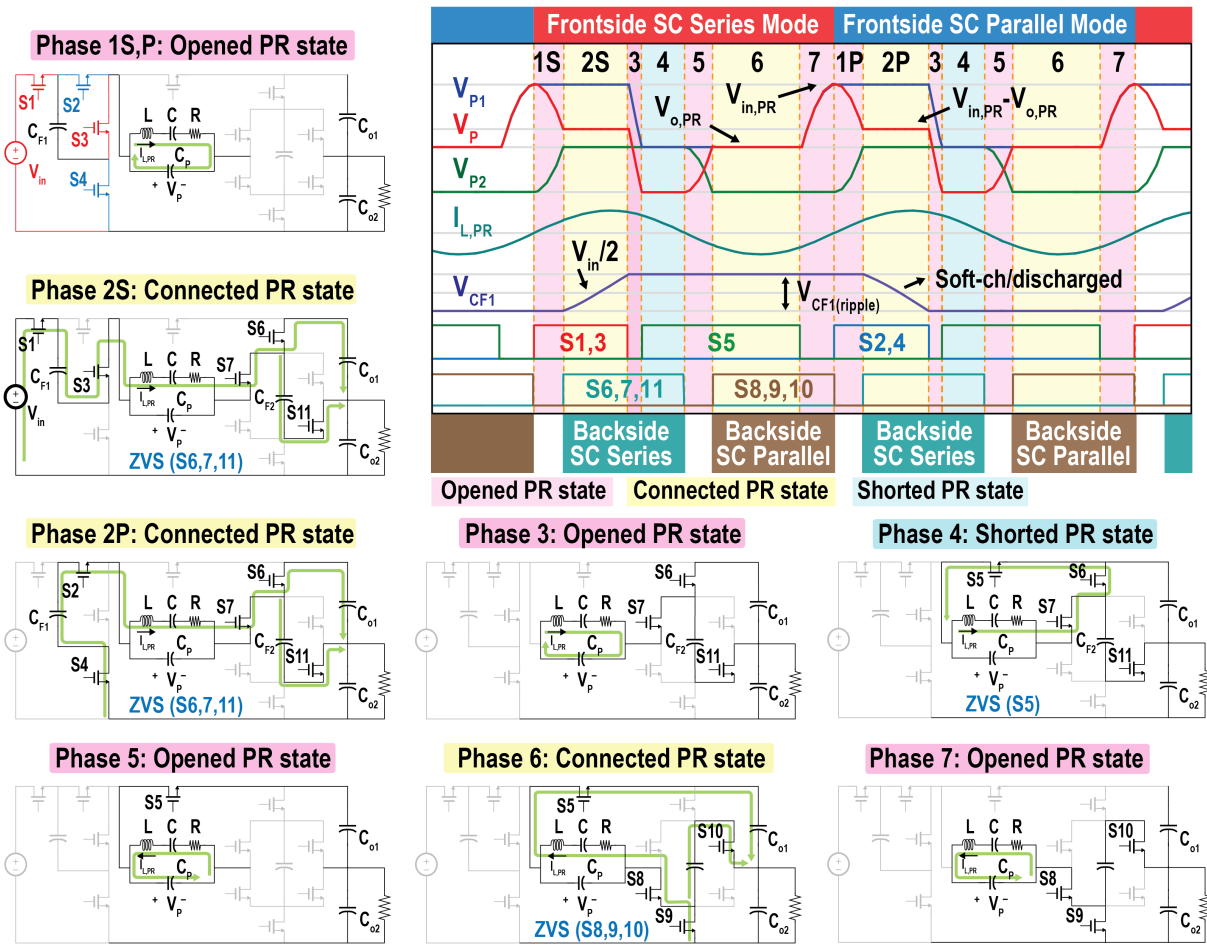 Phase 1S,P: Opened PR state
S1
S2
CF1
S3
S4
Vin
L C R
IL,PR
CP
+ VP -
Co1
Co2
Phase 2S: Connected PR state
S1
CF1
S3
Vin
L C R
IL,PR
CP
+ VP -
S6
S7
CF2
S11
Co1
Co2
ZVS (S6,7,11)
Frontside SC Series Mode
Frontside SC Parallel Mode
1S 2S 3 4 5 6 7 1P 2P 3 4 5 6 7
VP1
VP
VP2
Vo,PR
Vin,PR
Vin,PR-Vo,PR
IL,PR
Vin/2
VCF1
VCF1(ripple)
Soft-ch/discharged
S1,3
S5
S2,4
S6,7,11
S8,9,10
Backside SC Series
Backside SC Parallel
Backside SC Series
Backside SC Parallel
Opened PR state
Connected PR state
Shorted PR state
Phase 2P: Connected PR state
S2
CF1
S4
L C R
IL,PR
CP
+ VP -
S6
S7
CF2
S11
Co1
Co2
ZVS (S6,7,11)
Phase 3: Opened PR state
L C R
IL,PR
CP
+ VP -
S6
S7
CF2
S11
Co1
Co2
Phase 4: Shorted PR state
S5
L C R
IL,PR
CP
+ VP -
S6
S7
CF2
S11
Co1
Co2
ZVS (S5)
Phase 5: Opened PR state
S5
L C R
IL,PR
CP
+ VP -
Co1
Co2
Phase 6: Connected PR state
S5
L C R
IL,PR
CP
+ VP -
S10
S8
S9
Co1
Co2
ZVS (S8,9,10)
Phase 7: Opened PR state
L C R
IL,PR
CP
+ VP -
S10
S8
S9
Co1
Co2